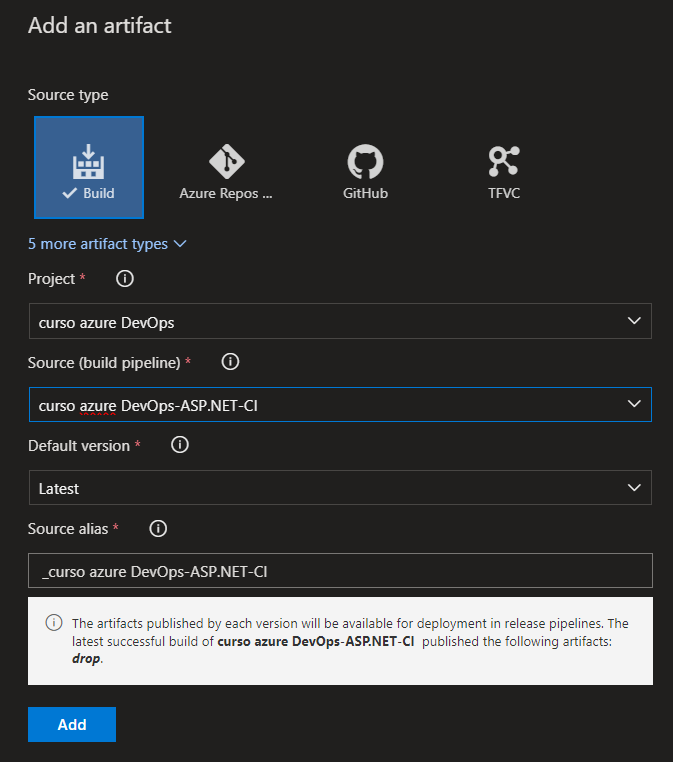 Add an artifact
Source type
Build
Azure Repos ...
GitHub
TFVC
5 more artifact types
Project *
curso azure DevOps
Source (build pipeline) *
curso azure DevOps-ASP.NET-CI
Default version *
Latest
Source alias *
_curso azure DevOps-ASP.NET-CI
The artifacts published by each version will be available for deployment in release pipelines. The
latest successful build of curso azure DevOps-ASP.NET-CI published the following artifacts:
drop.
Add